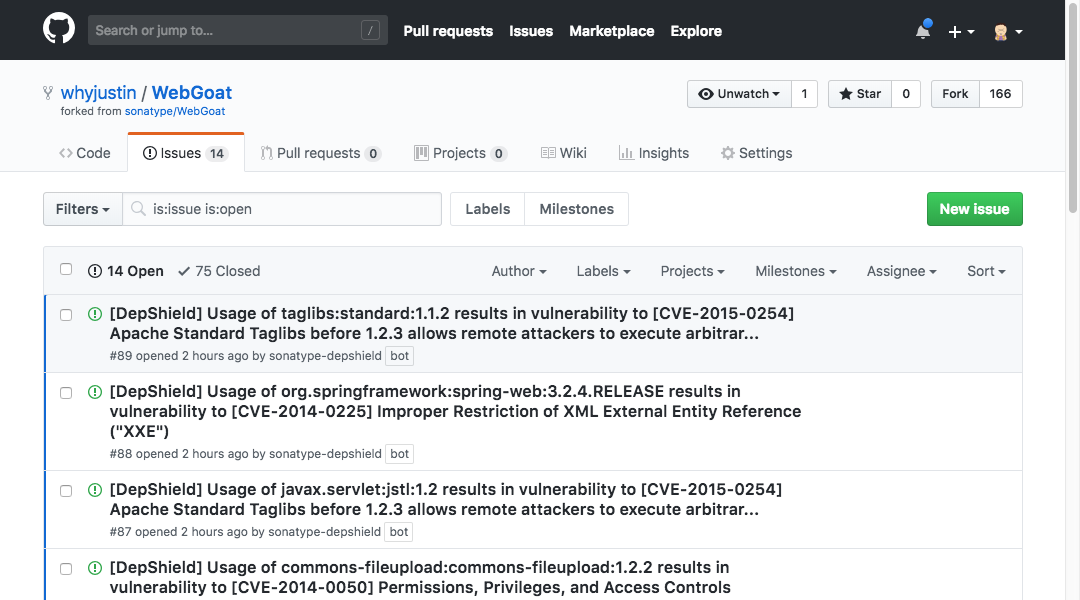 Search or jump to...
/
Pull requests Issues Marketplace Explore
whyjustin / WebGoat
forked from sonatype/WebGoat
Unwatch 1
Star 0
Fork 166
Code Issues 14 Pull requests 0 Projects 0 Wiki Insights Settings
Filters is:issue is:open Labels Milestones New issue
14 Open 75 Closed Author Labels Projects Milestones Assignee Sort
[DepShield] Usage of taglibs:standard:1.1.2 results in vulnerability to [CVE-2015-0254]
Apache Standard Taglibs before 1.2.3 allows remote attackers to execute arbitrar...
#89 opened 2 hours ago by sonatype-depshield bot
[DepShield] Usage of org.springframework:spring-web:3.2.4.RELEASE results in
vulnerability to [CVE-2014-0225] Improper Restriction of XML External Entity Reference
("XXE")
#88 opened 2 hours ago by sonatype-depshield bot
[DepShield] Usage of javax.servlet:jstl:1.2 results in vulnerability to [CVE-2015-0254]
Apache Standard Taglibs before 1.2.3 allows remote attackers to execute arbitrar...
#87 opened 2 hours ago by sonatype-depshield bot
[DepShield] Usage of commons-fileupload:commons-fileupload:1.2.2 results in
vulnerability to [CVE-2014-0050] Permissions, Privileges, and Access Controls